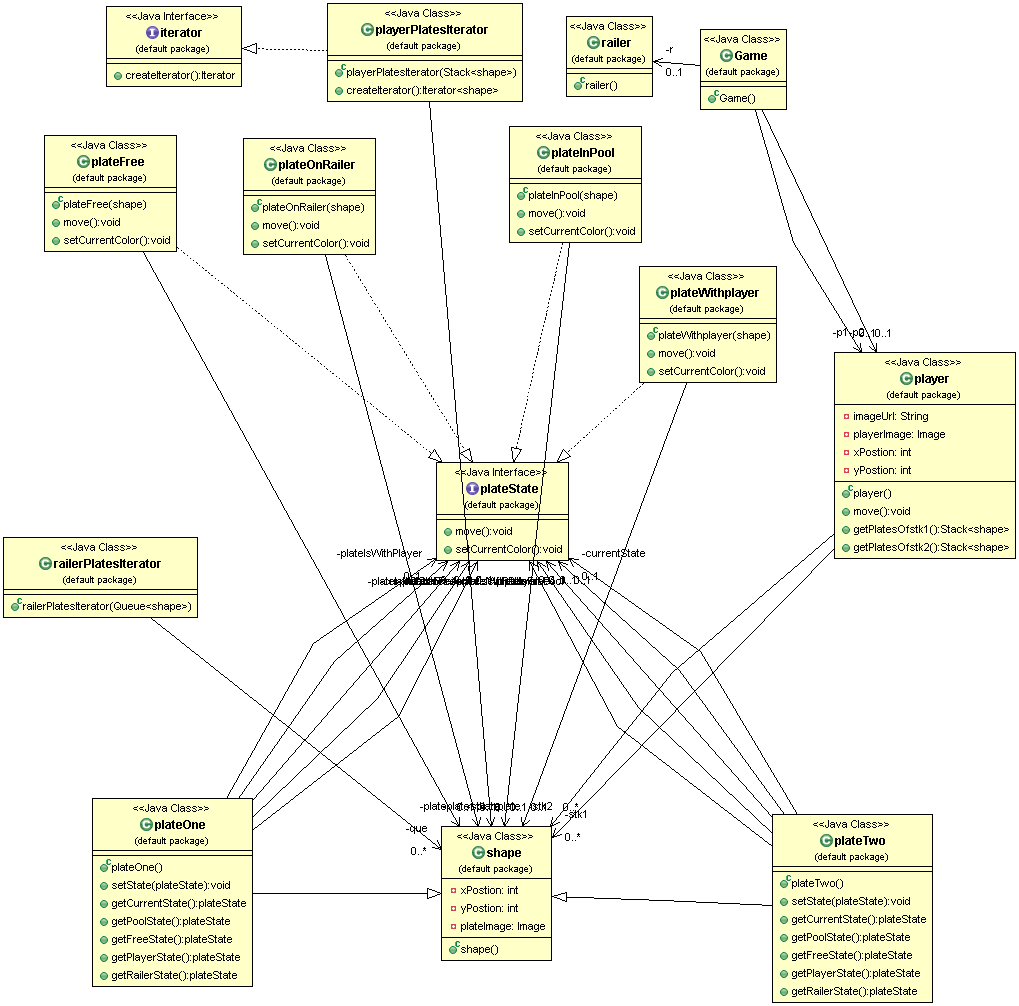 <<Java Interface>>
iterator
(default package)
createIterator():Iterator
<<Java Class>>
playerPlatesIterator
(default package)
playerPlatesIterator(Stack<shape>)
createIterator():Iterator<shape>
<<Java Class>>
railer
(default package)
railer()
-r
0..1
<<Java Class>>
Game
(default package)
Game()
<<Java Class>>
plateFree
(default package)
plateFree(shape)
move():void
setCurrentColor():void
<<Java Class>>
plateOnRailer
(default package)
plateOnRailer(shape)
move():void
setCurrentColor():void
<<Java Class>>
plateInPool
(default package)
plateInPool(shape)
move():void
setCurrentColor():void
<<Java Class>>
plateWithplayer
(default package)
plateWithplayer(shape)
move():void
setCurrentColor():void
-p1
0..1
<<Java Class>>
player
(default package)
imageUrl: String
playerImage: Image
xPostion: int
yPostion: int
player()
move():void
getPlatesOfstk1():Stack<shape>
getPlatesOfstk2():Stack<shape>
<<Java Interface>>
plateState
(default package)
move():void
setCurrentColor():void
-plateIsWithPlayer
-currentState
0..1
<<Java Class>>
railerPlatesIterator
(default package)
railerPlatesIterator(Queue<shape>)
-que
0..*
0..*
-stk1
0..*
<<Java Class>>
plateOne
(default package)
plateOne()
setState(plateState):void
getCurrentState():plateState
getPoolState():plateState
getFreeState():plateState
getPlayerState():plateState
getRailerState():plateState
<<Java Class>>
shape
(default package)
xPostion: int
yPostion: int
plateImage: Image
shape()
<<Java Class>>
plateTwo
(default package)
plateTwo()
setState(plateState):void
getCurrentState():plateState
getPoolState():plateState
getFreeState():plateState
getPlayerState():plateState
getRailerState():plateState